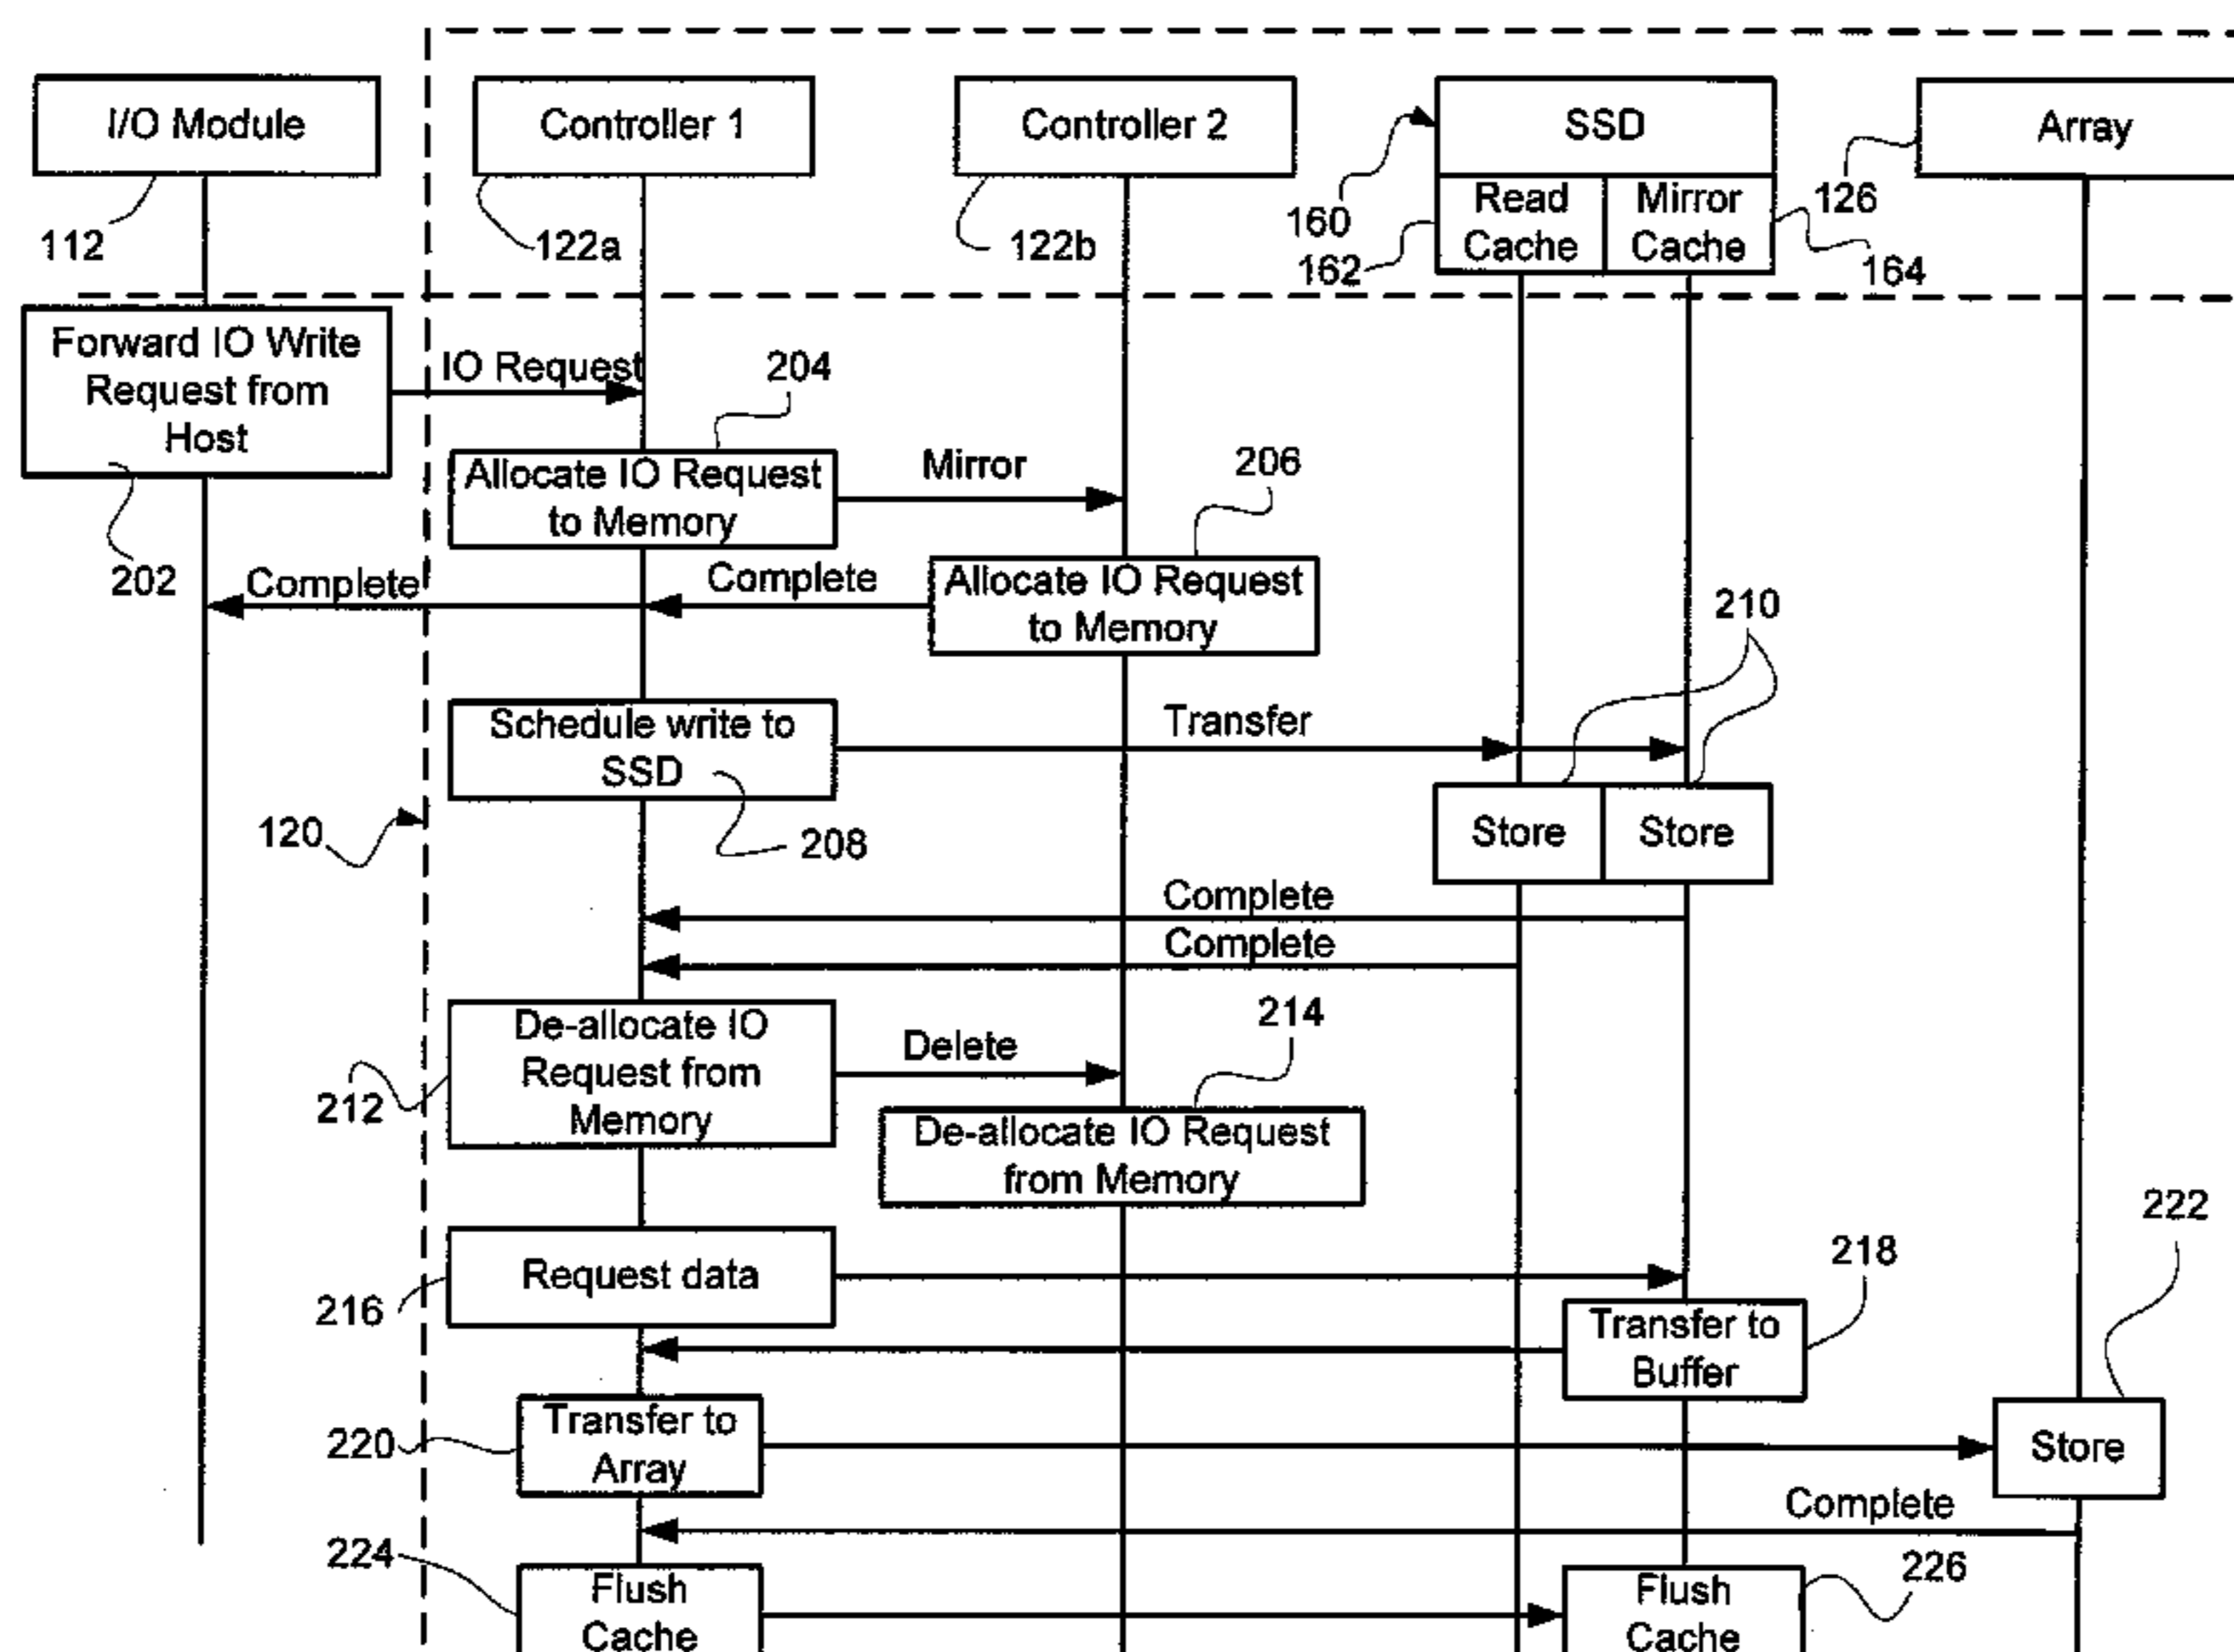 I/O Module
Controller 1
Controller 2
SSD
Array
Read
Cache
Mirror
Cache
112
122a
122b
160
162
126
164
Forward IO Write
Request from
Host
IO Request
204
Allocate IO Request
to Memory
Mirror
206
202
Complete
Complete
Allocate IO Request
to Memory
210
Schedule write to
SSD
Transfer
120
208
Store
Store
Complete
Complete
De-allocate IO
Request from
Memory
Delete
214
212
De-allocate IO Request
from Memory
222
Request data
218
216
Transfer to
Buffer
Transfer to
Array
220
Store
Complete
224
Flush
Cache
Flush
Cache
226